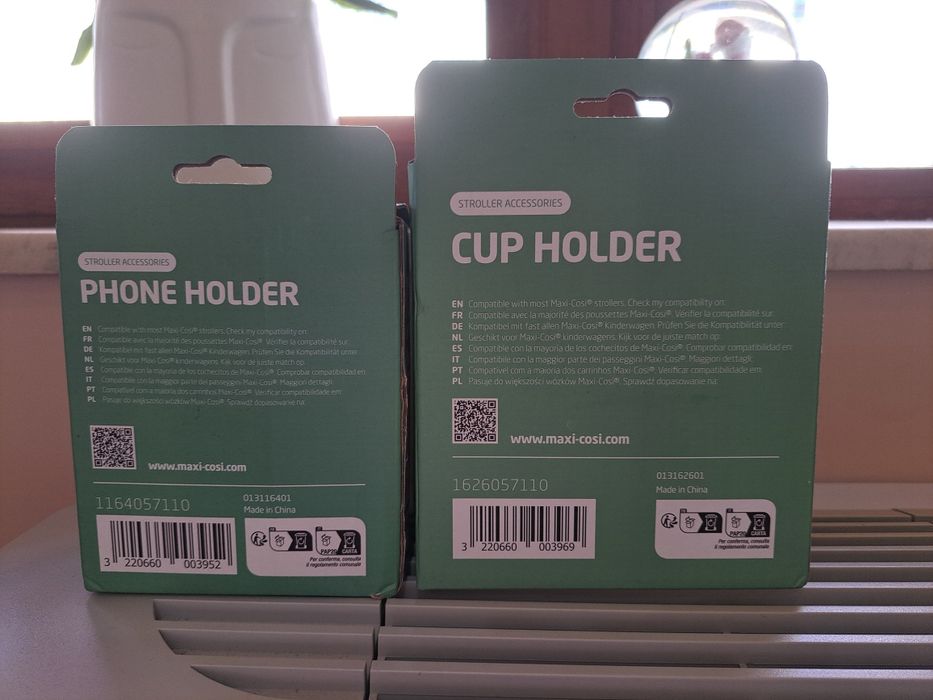 STROLLER ACCESSORIES
PHONE HOLDER
EN Compatible with most Maxi-Cosi® strollers. Check my compatibility on:
FR Compatible avec la majorité des poussettes Maxi-Cosi®. Vérifier la compatibilité sur:
DE Kompatibel mit fast allen Maxi-Cosi® Kinderwagen. Prüfen Sie die Kompatibilität unter:
NL Geschikt voor Maxi-Cosi® kinderwagens: Kijk voor de juiste match op:
ES Compatible con la mayoría de los cochecitos de Maxi-Cosi®. Comprobar compatibilidad en:
IT Compatibile con la maggior parte dei passeggini Maxi-Cosi®. Maggiori dettagli:
PT Compatível com a maioria dos carrinhos Maxi-Cosi®. Verificar compatibilidade em:
PL Pasuje do większości wózków Maxi-Cosi®. Sprawdź dopasowanie na:
www.maxi-cosi.com
1164057110
013116401
Made in China
3 220660 003952
PAP20
CARTA
Per conferma, consulta
il regolamento comunale
STROLLER ACCESSORIES
CUP HOLDER
EN Compatible with most Maxi-Cosi® strollers. Check my compatibility on:
FR Compatible avec la majorité des poussettes Maxi-Cosi®. Vérifier la compatibilité sur:
DE Kompatibel mit fast allen Maxi-Cosi® Kinderwagen. Prüfen Sie die Kompatibilität unter:
NL Geschikt voor Maxi-Cosi® kinderwagens: Kijk voor de juiste match op:
ES Compatible con la mayoría de los cochecitos de Maxi-Cosi®. Comprobar compatibilidad en:
IT Compatibile con la maggior parte dei passeggini Maxi-Cosi®. Maggiori dettagli:
PT Compatível com a maioria dos carrinhos Maxi-Cosi®. Verificar compatibilidade em:
PL Pasuje do większości wózków Maxi-Cosi®. Sprawdź dopasowanie na:
www.maxi-cosi.com
1626057110
013162601
Made in China
3 220660 003969
PAP20
CARTA
Per conferma, consulta
il regolamento comunale